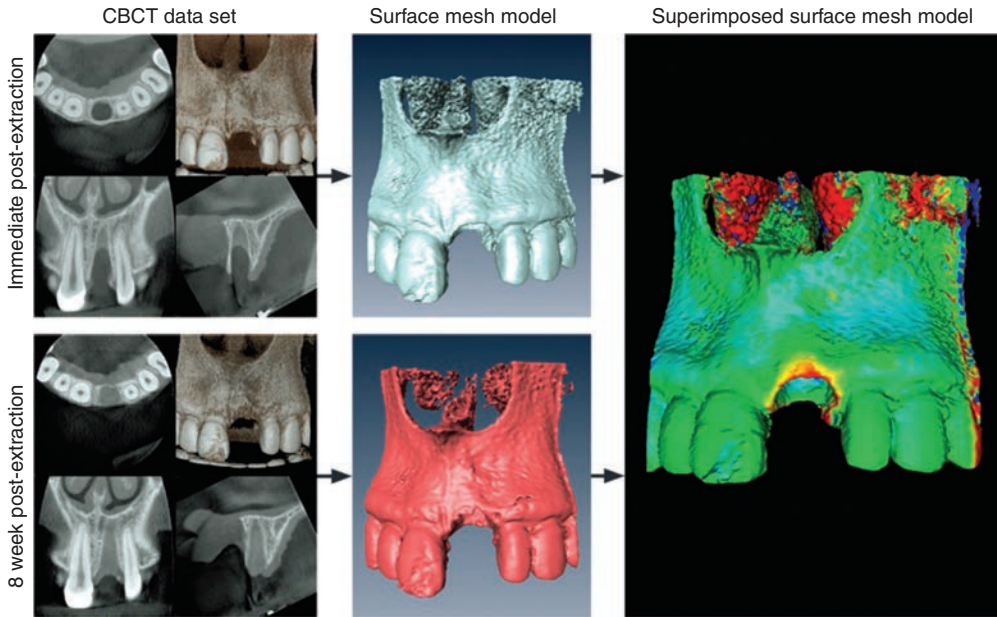 CBCT data set
Surface mesh model
Superimposed surface mesh model
Immediate post-extraction
8 week post-extraction